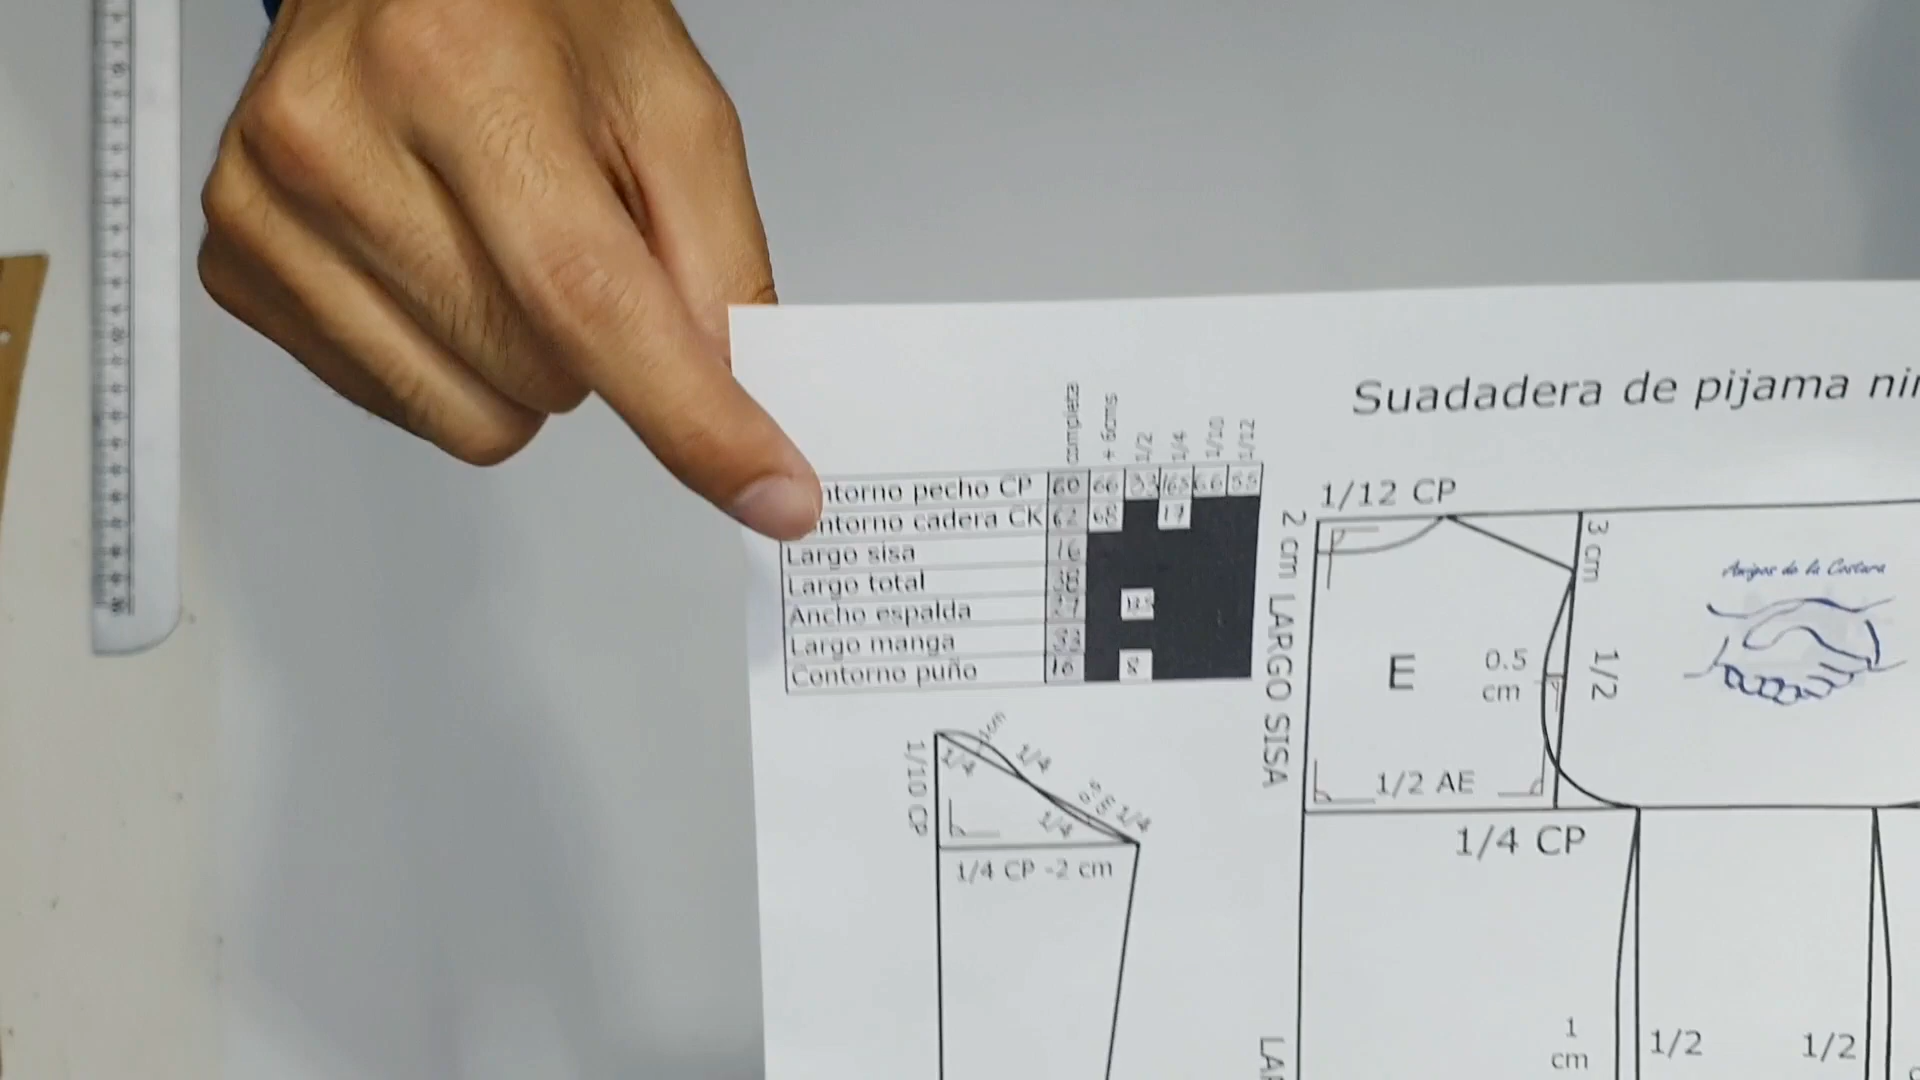 Suadadera de pijama
completa + 6cms 1/2 1/4 1/10 1/12
ntorno pecho CP 60 66 33 16.5 6.6 5.5
ntorno cadera CK 62 68 17
Largo sisa 16
Largo total 38
Ancho espalda 27 13.5
Largo manga 33
Contorno puño 16 8
1/12 CP
2 cm
3 cm
LARGO SISA
Amigos de la Costura
E
0.5
cm
1/2
1/2 AE
1/4 CP
1/10 CP
1/4
1/4
1/4
1/4
1/4 CP -2 cm
1
cm
1/2
1/2